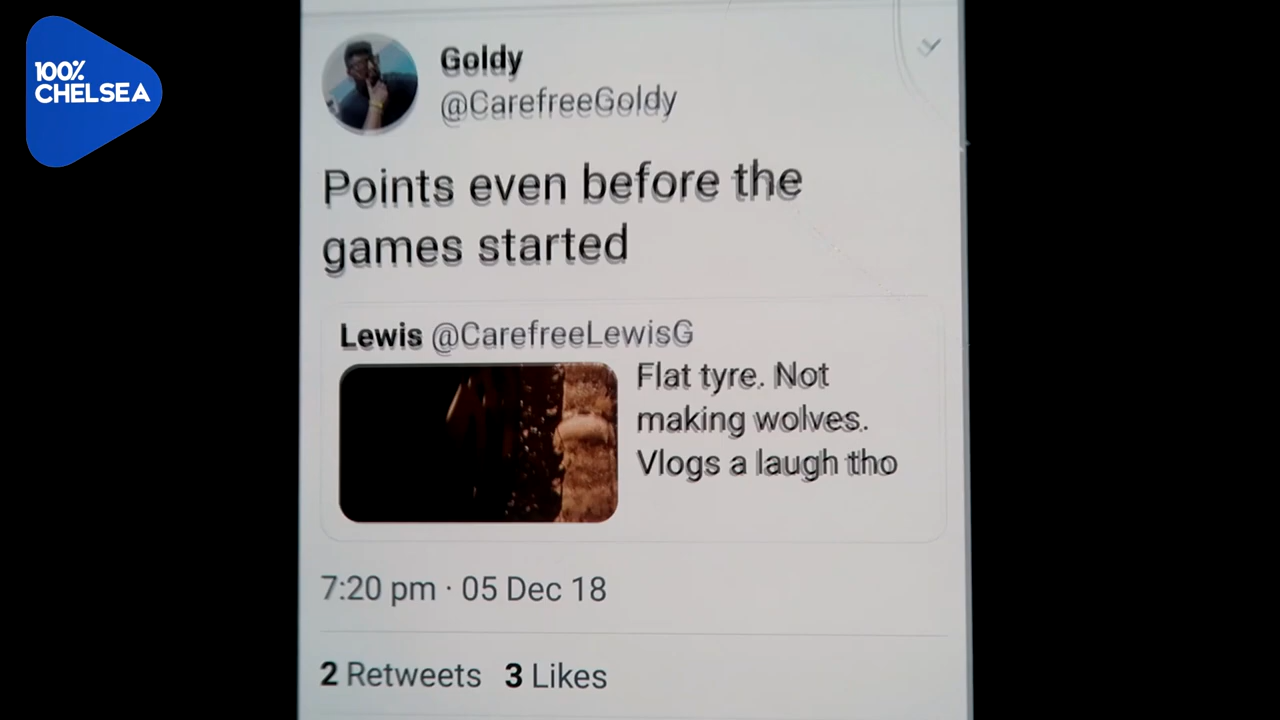 100%
CHELSEA
Goldy
@CarefreeGoldy
Points even before the
games started
Lewis @CarefreeLewisG
Flat tyre. Not
making wolves.
Vlogs a laugh tho
7:20 pm · 05 Dec 18
2 Retweets 3 Likes